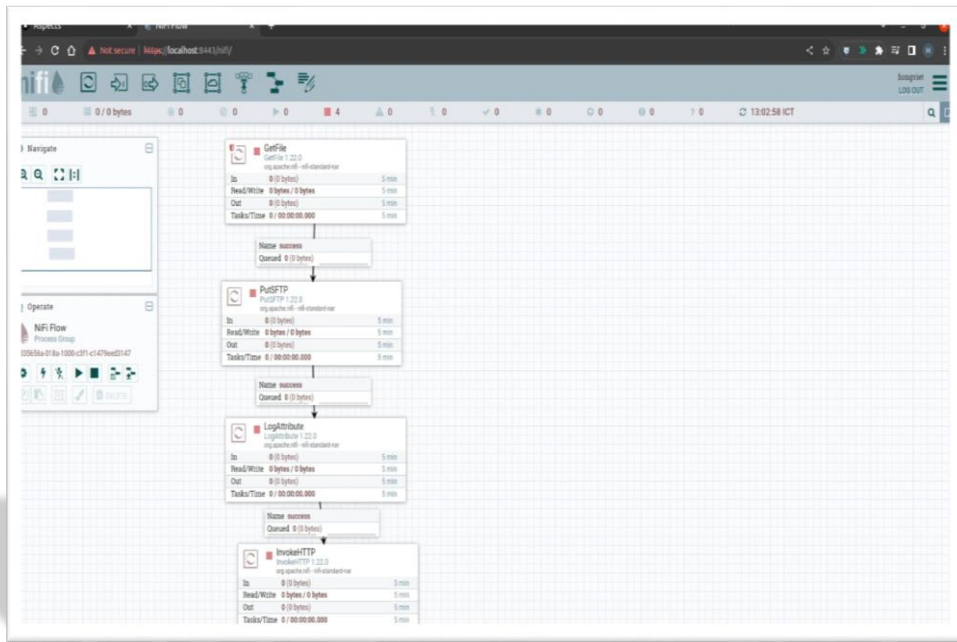 Aspects
NiFi Flow
Not secure https://localhost:8443/nifi/
nifi
hongviet
LOG OUT
0 0 / 0 bytes 0 0 0 4 0 0 0 0 0 0 0 13:02:58 ICT
Navigate
Operate
NiFi Flow
Process Group
DELETE
GetFile
GetFile 1.22.0
org.apache.nifi - nifi-standard-nar
In 0 (0 bytes) 5 min
Read/Write 0 bytes / 0 bytes 5 min
Out 0 (0 bytes) 5 min
Tasks/Time 0 / 00:00:00.000 5 min
Name success
Queued 0 (0 bytes)
PutSFTP
PutSFTP 1.22.0
org.apache.nifi - nifi-standard-nar
In 0 (0 bytes) 5 min
Read/Write 0 bytes / 0 bytes 5 min
Out 0 (0 bytes) 5 min
Tasks/Time 0 / 00:00:00.000 5 min
Name success
Queued 0 (0 bytes)
LogAttribute
LogAttribute 1.22.0
org.apache.nifi - nifi-standard-nar
In 0 (0 bytes) 5 min
Read/Write 0 bytes / 0 bytes 5 min
Out 0 (0 bytes) 5 min
Tasks/Time 0 / 00:00:00.000 5 min
Name success
Queued 0 (0 bytes)
InvokeHTTP
InvokeHTTP 1.22.0
org.apache.nifi - nifi-standard-nar
In 0 (0 bytes) 5 min
Read/Write 0 bytes / 0 bytes 5 min
Out 0 (0 bytes) 5 min
Tasks/Time 0 / 00:00:00.000 5 min